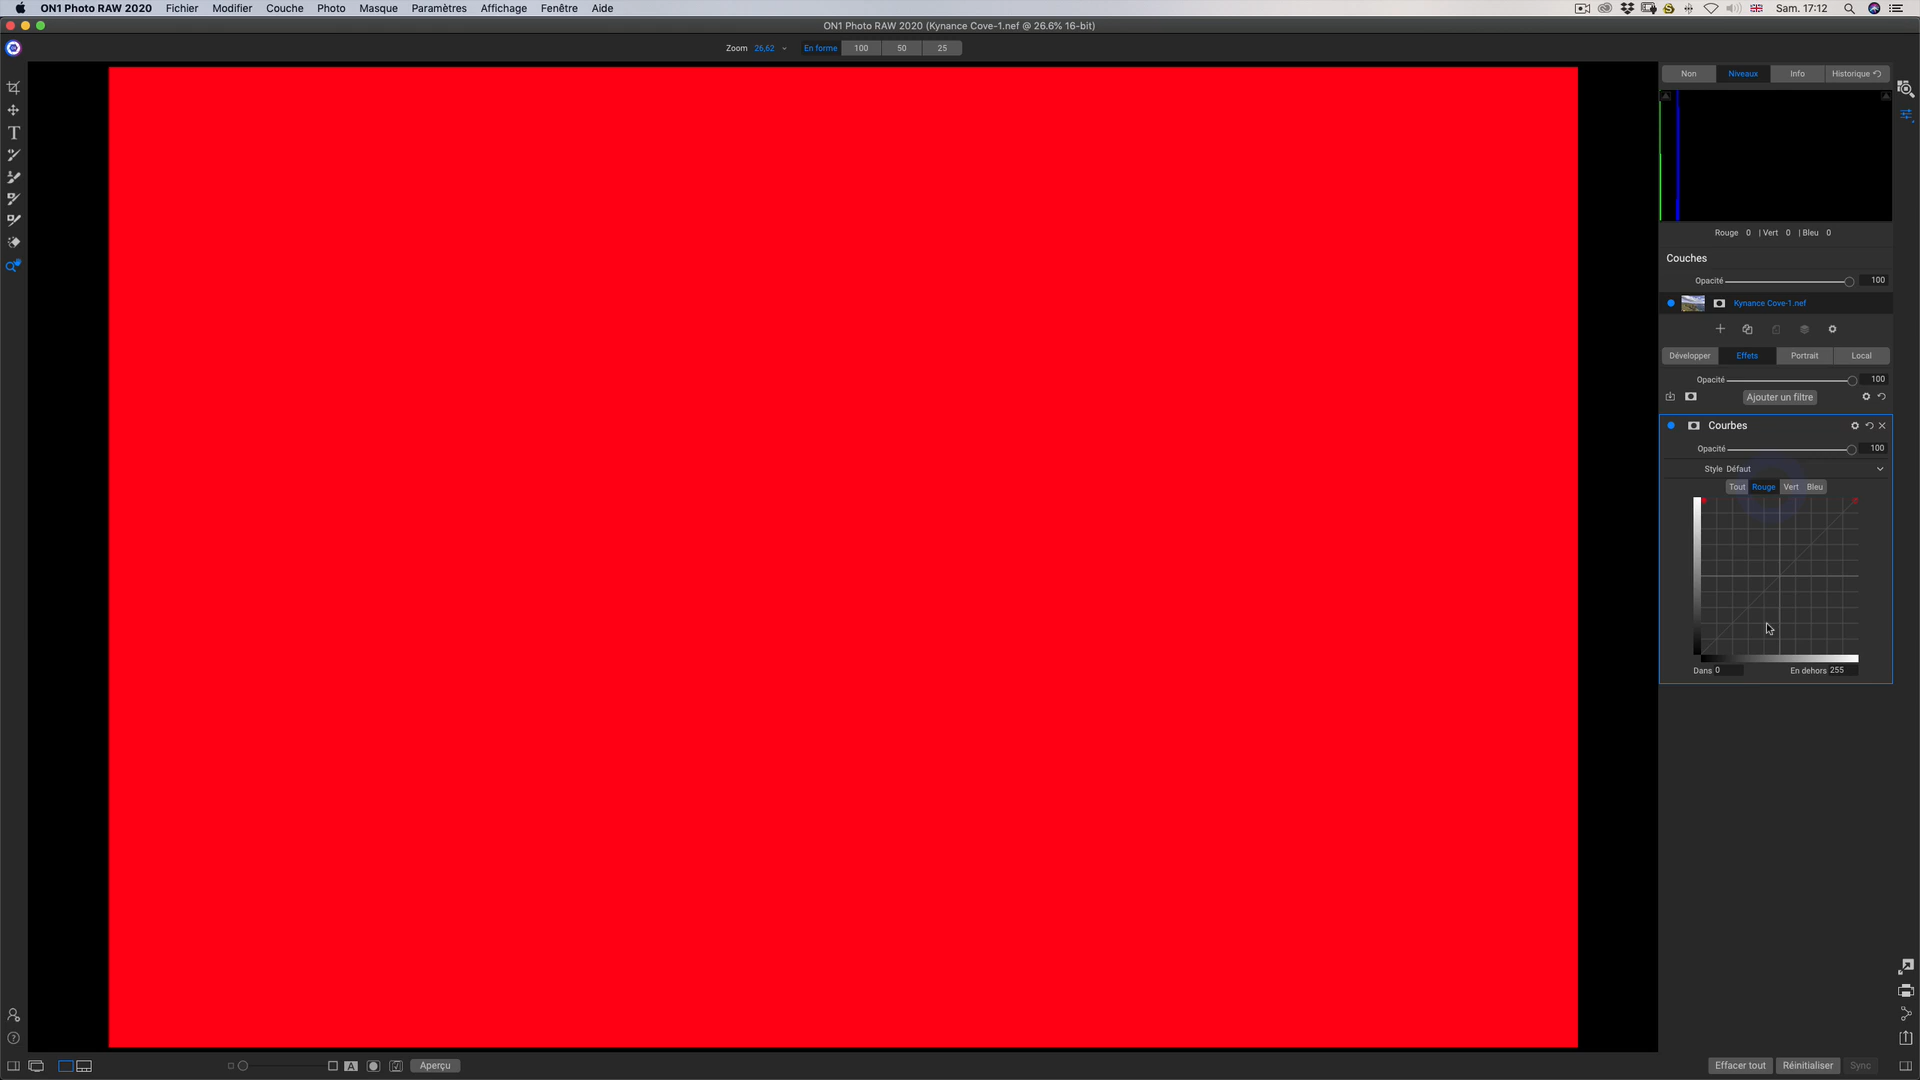 ON1 Photo RAW 2020 Fichier Modifier Couche Photo Masque Paramètres Affichage Fenêtre Aide Sam. 17:12
ON1 Photo RAW 2020 (Kynance Cove-1.nef @ 26.6% 16-bit)
Zoom 26,62 En forme 100 50 25
Non Niveaux Info Historique
Rouge 0 | Vert 0 | Bleu 0
Couches
Opacité 100
Kynance Cove-1.nef
Développer Effets Portrait Local
Opacité 100
Ajouter un filtre
Courbes
Opacité 100
Style Défaut
Tout Rouge Vert Bleu
Dans 0 En dehors 255
A Aperçu Effacer tout Réinitialiser Sync